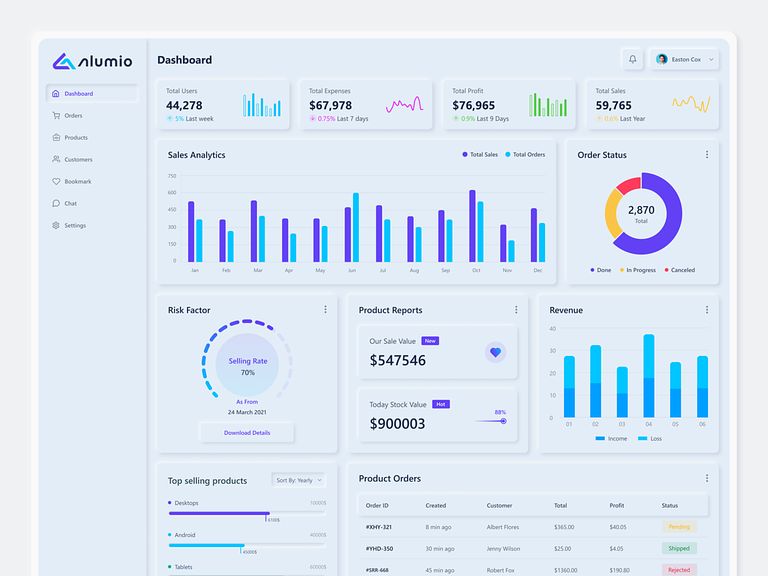 Alumio
Dashboard
Orders
Products
Customers
Bookmark
Chat
Settings
Dashboard
Easton Cox
Total Users
44,278
5% Last week
Total Expenses
$67,978
0.75% Last 7 days
Total Profit
$76,965
0.9% Last 9 Days
Total Sales
59,765
0.6% Last Year
Sales Analytics
Total Sales Total Orders
750
600
450
300
150
0
Jan Feb Mar Apr May Jun Jul Aug Sep Oct Nov Dec
Order Status
2,870
Total
Done In Progress Canceled
Risk Factor
Selling Rate
70%
As From
24 March 2021
Download Details
Product Reports
Our Sale Value New
$547546
Today Stock Value Hot
$900003
88%
Revenue
40
30
20
10
0
01 02 03 04 05 06
Income Loss
Top selling products
Sort By: Yearly
Desktops 10000$
6100$
Android 40000$
4500$
Tablets 60000$
Product Orders
Order ID Created Customer Total Profit Status
#XHY-321 8 min ago Albert Flores $365.00 $40.05 Pending
#YHD-350 30 min ago Jenny Wilson $25.00 $4.05 Shipped
#SRR-668 45 min ago Robert Fox $1360.00 $190.80 Rejected